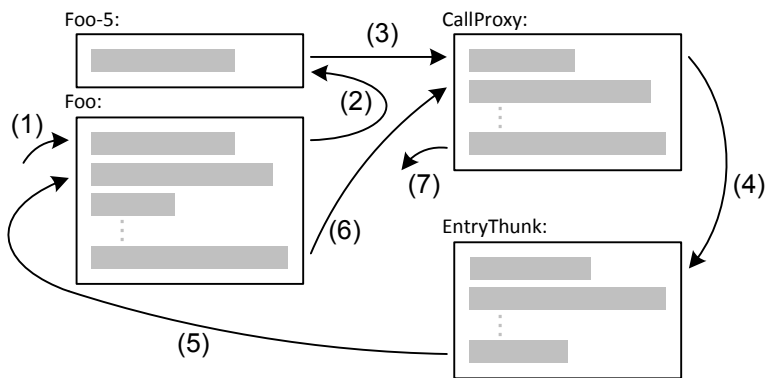 Foo-5:
CallProxy:
(3)
Foo:
(2)
(1)
(7)
(4)
(6)
EntryThunk:
(5)